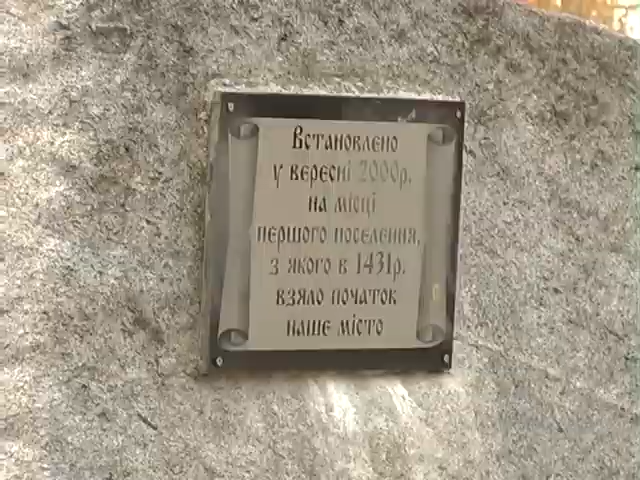 Встановлено
у вересні 2000р.
на місці
першого поселення,
з якого в 1431р.
взяло початок
наше місто